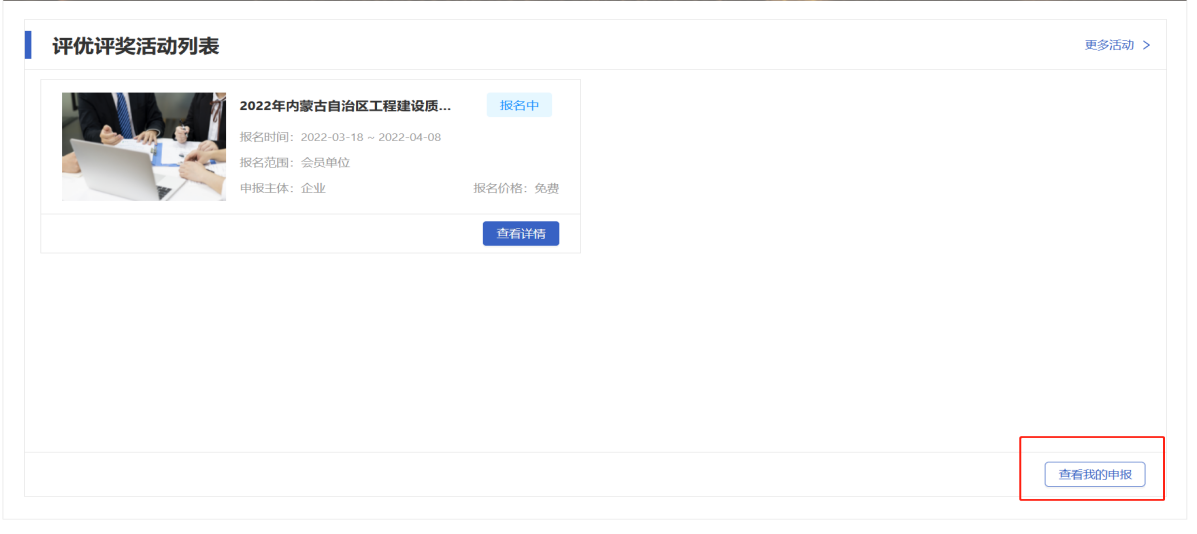 评优评奖活动列表
更多活动 >
2022年内蒙古自治区工程建设质...
报名中
报名时间：2022-03-18 ~ 2022-04-08
报名范围：会员单位
申报主体：企业
报名价格：免费
查看详情
查看我的申报